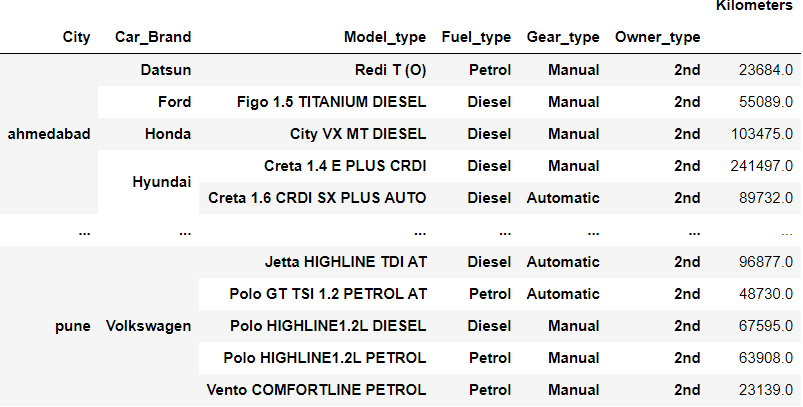 Kilometers
City Car_Brand Model_type Fuel_type Gear_type Owner_type
Datsun Redi T (O) Petrol Manual 2nd 23684.0
Ford Figo 1.5 TITANIUM DIESEL Diesel Manual 2nd 55089.0
ahmedabad Honda City VX MT DIESEL Diesel Manual 2nd 103475.0
Creta 1.4 E PLUS CRDI Diesel Manual 2nd 241497.0
Hyundai
Creta 1.6 CRDI SX PLUS AUTO Diesel Automatic 2nd 89732.0
... ... ... ... ... ... ...
Jetta HIGHLINE TDI AT Diesel Automatic 2nd 96877.0
Polo GT TSI 1.2 PETROL AT Petrol Automatic 2nd 48730.0
pune Volkswagen Polo HIGHLINE1.2L DIESEL Diesel Manual 2nd 67595.0
Polo HIGHLINE1.2L PETROL Petrol Manual 2nd 63908.0
Vento COMFORTLINE PETROL Petrol Manual 2nd 23139.0